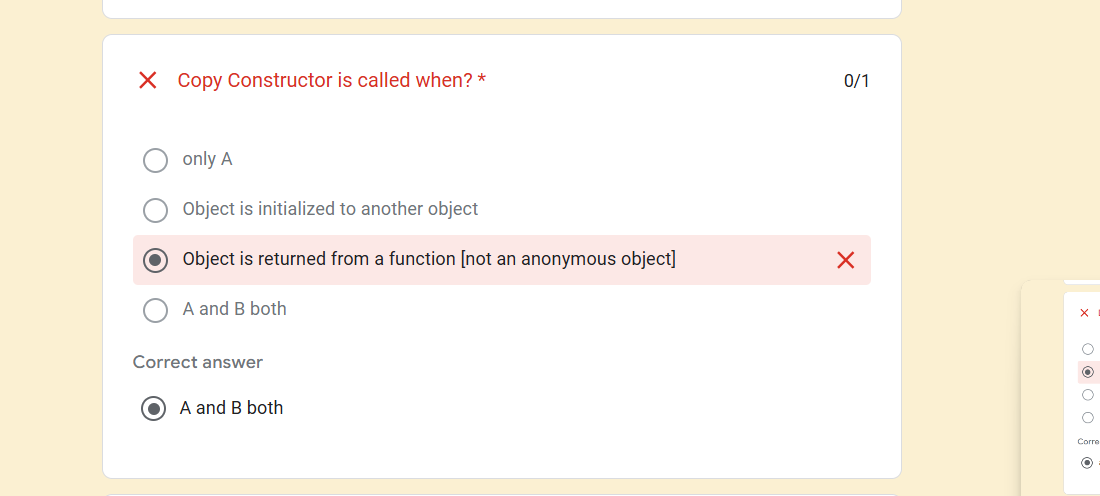 Copy Constructor is called when? *
0/1
only A
Object is initialized to another object
Object is returned from a function [not an anonymous object]
A and B both
Correct answer
A and B both
Corre